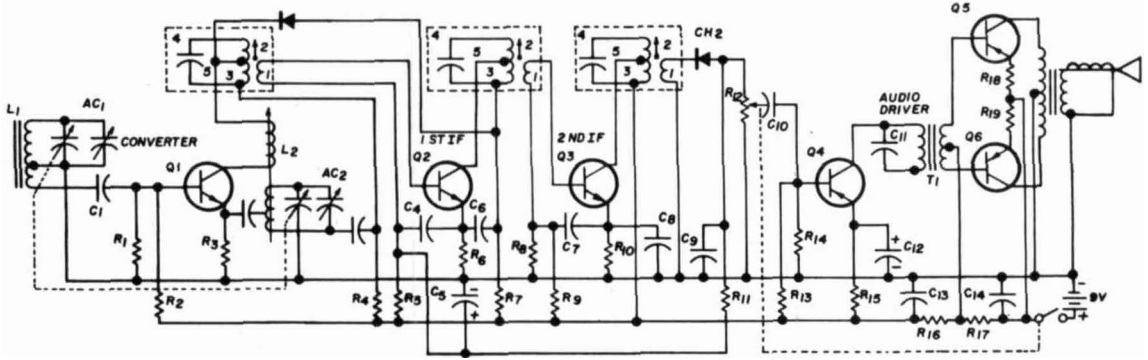 4 5 2 3 1
4 5 2 3 1
4 5 2 3 1
CH2
Q5
L1
AC1
CONVERTER
Q1
L2
AC2
1 ST IF
Q2
2ND IF
Q3
R12
C10
Q4
AUDIO
DRIVER
C11
T1
R18
R19
Q6
C1
R1
R3
C4
C6
R6
R8
C7
R10
C8
C9
R14
C12
R2
R4
R5
C5
R7
R9
R11
R13
R15
C13
R16
C14
R17
9V
- + - + + -